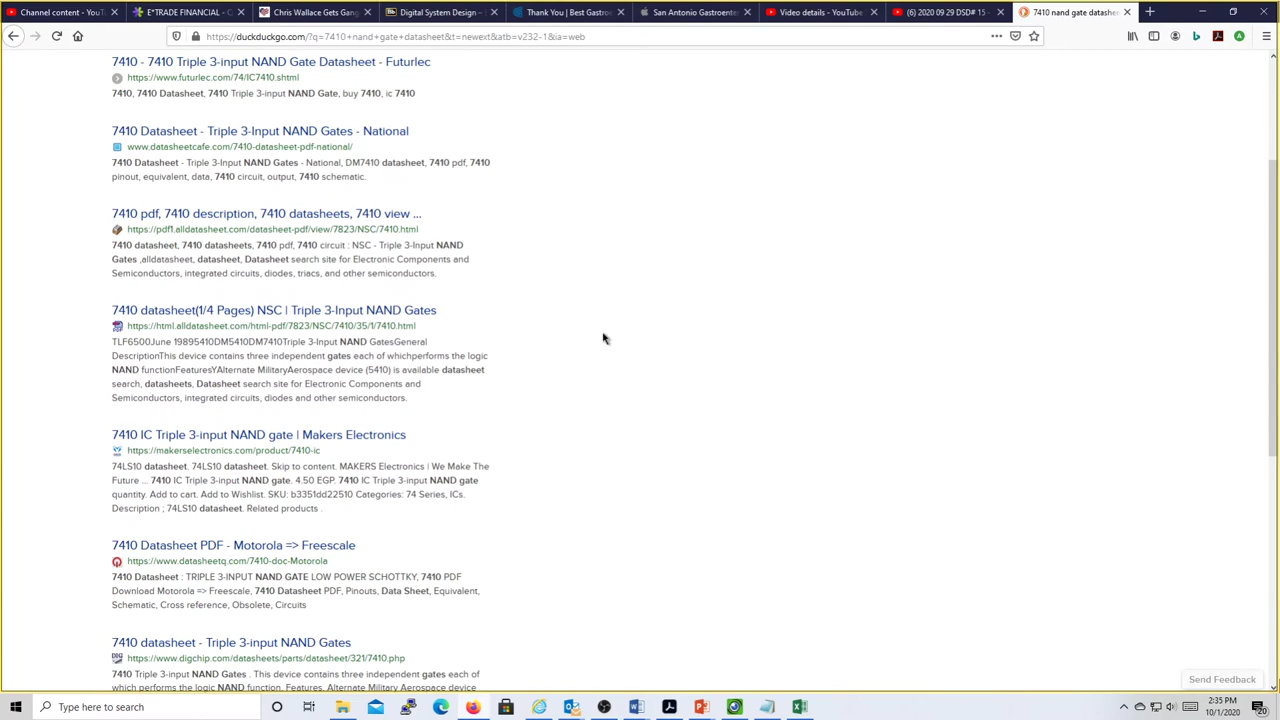 Channel content - YouT
E*TRADE FINANCIAL - C
Chris Wallace Gets Gang
Digital System Design –
Thank You | Best Gastro
San Antonio Gastroente
Video details - YouTube
(6) 2020 09 29 DSD# 15 -
7410 nand gate datashe
https://duckduckgo.com/?q=7410+nand+gate+datasheet&t=newext&atb=v232-1&ia=web
7410 - 7410 Triple 3-input NAND Gate Datasheet - Futurlec
https://www.futurlec.com/74/IC7410.shtml
7410, 7410 Datasheet, 7410 Triple 3-input NAND Gate, buy 7410, ic 7410
7410 Datasheet - Triple 3-Input NAND Gates - National
www.datasheetcafe.com/7410-datasheet-pdf-national/
7410 Datasheet - Triple 3-Input NAND Gates - National, DM7410 datasheet, 7410 pdf, 7410
pinout, equivalent, data, 7410 circuit, output, 7410 schematic.
7410 pdf, 7410 description, 7410 datasheets, 7410 view ...
https://pdf1.alldatasheet.com/datasheet-pdf/view/7823/NSC/7410.html
7410 datasheet, 7410 datasheets, 7410 pdf, 7410 circuit : NSC - Triple 3-Input NAND
Gates ,alldatasheet, datasheet, Datasheet search site for Electronic Components and
Semiconductors, integrated circuits, diodes, triacs, and other semiconductors.
7410 datasheet(1/4 Pages) NSC | Triple 3-Input NAND Gates
https://html.alldatasheet.com/html-pdf/7823/NSC/7410/35/1/7410.html
TLF6500June 19895410DM5410DM7410Triple 3-Input NAND GatesGeneral
DescriptionThis device contains three independent gates each of whichperforms the logic
NAND functionFeaturesYAlternate MilitaryAerospace device (5410) is available datasheet
search, datasheets, Datasheet search site for Electronic Components and
Semiconductors, integrated circuits, diodes and other semiconductors.
7410 IC Triple 3-input NAND gate | Makers Electronics
https://makerselectronics.com/product/7410-ic
74LS10 datasheet. 74LS10 datasheet. Skip to content. MAKERS Electronics | We Make The
Future ... 7410 IC Triple 3-input NAND gate. 4.50 EGP. 7410 IC Triple 3-input NAND gate
quantity. Add to cart. Add to Wishlist. SKU: b3351dd22510 Categories: 74 Series, ICs.
Description ; 74LS10 datasheet. Related products .
7410 Datasheet PDF - Motorola => Freescale
https://www.datasheetq.com/7410-doc-Motorola
7410 Datasheet : TRIPLE 3-INPUT NAND GATE LOW POWER SCHOTTKY, 7410 PDF
Download Motorola => Freescale, 7410 Datasheet PDF, Pinouts, Data Sheet, Equivalent,
Schematic, Cross reference, Obsolete, Circuits
7410 datasheet - Triple 3-input NAND Gates
https://www.digchip.com/datasheets/parts/datasheet/321/7410.php
7410 Triple 3-input NAND Gates . This device contains three independent gates each of
which performs the logic NAND function. Features. Alternate Military Aerospace device
Send Feedback
Type here to search
2:35 PM
10/1/2020
20